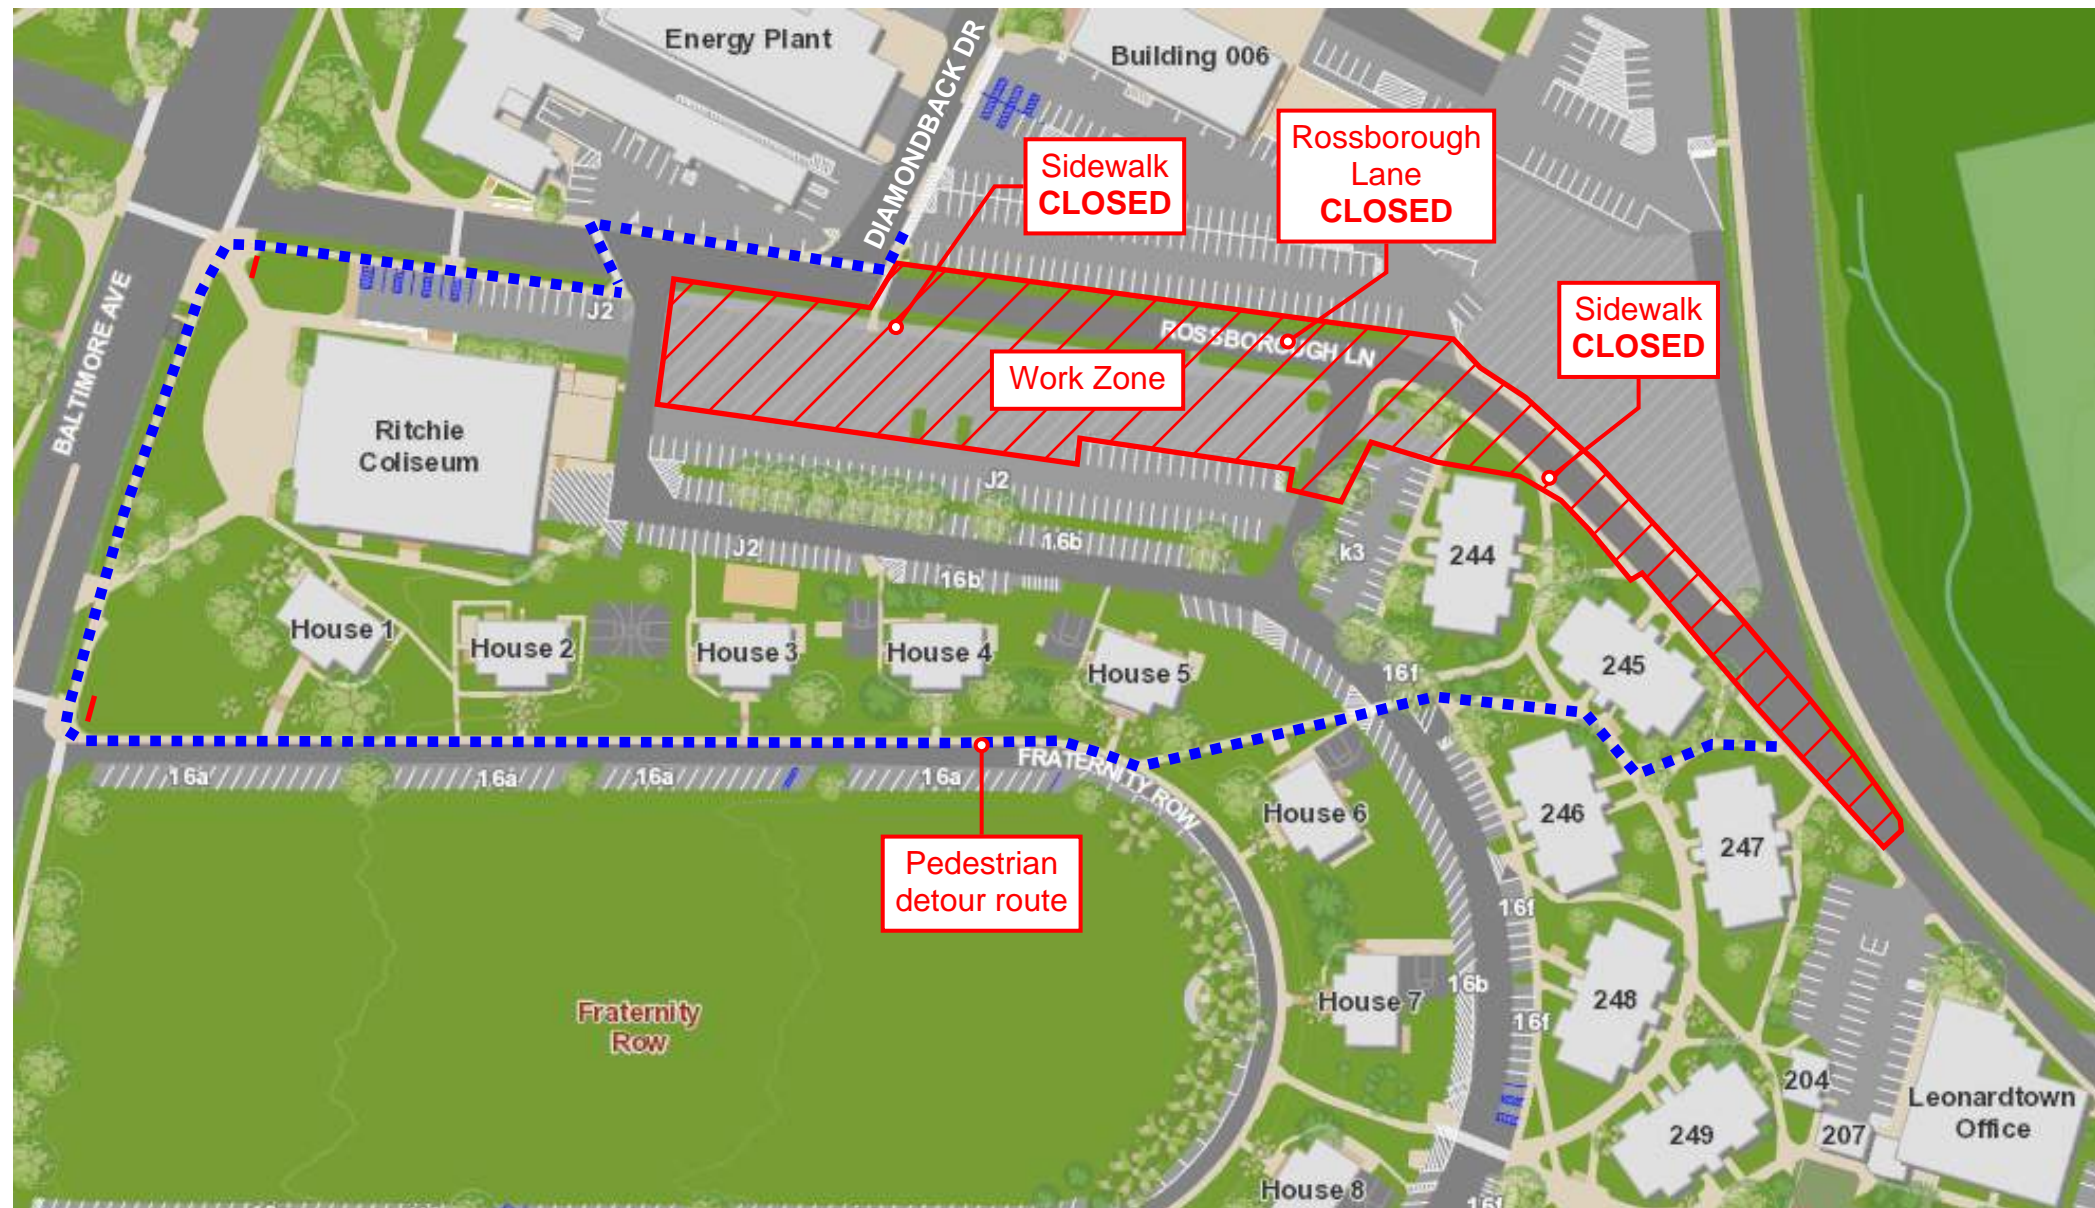 Energy Plant
DIAMONDBACK DR
Building 006
Sidewalk
CLOSED
Rossborough
Lane
CLOSED
Sidewalk
CLOSED
J2
ROSSBOROUGH LN
Work Zone
BALTIMORE AVE
Ritchie
Coliseum
J2
J2
16b
16b
k3
244
House 1
House 2
House 3
House 4
House 5
16f
245
FRATERNITY ROW
16a
16a
16a
16a
House 6
246
247
Pedestrian
detour route
16f
House 7
16b
248
16f
Fraternity
Row
204
Leonardtown
Office
249
207
House 8
16f